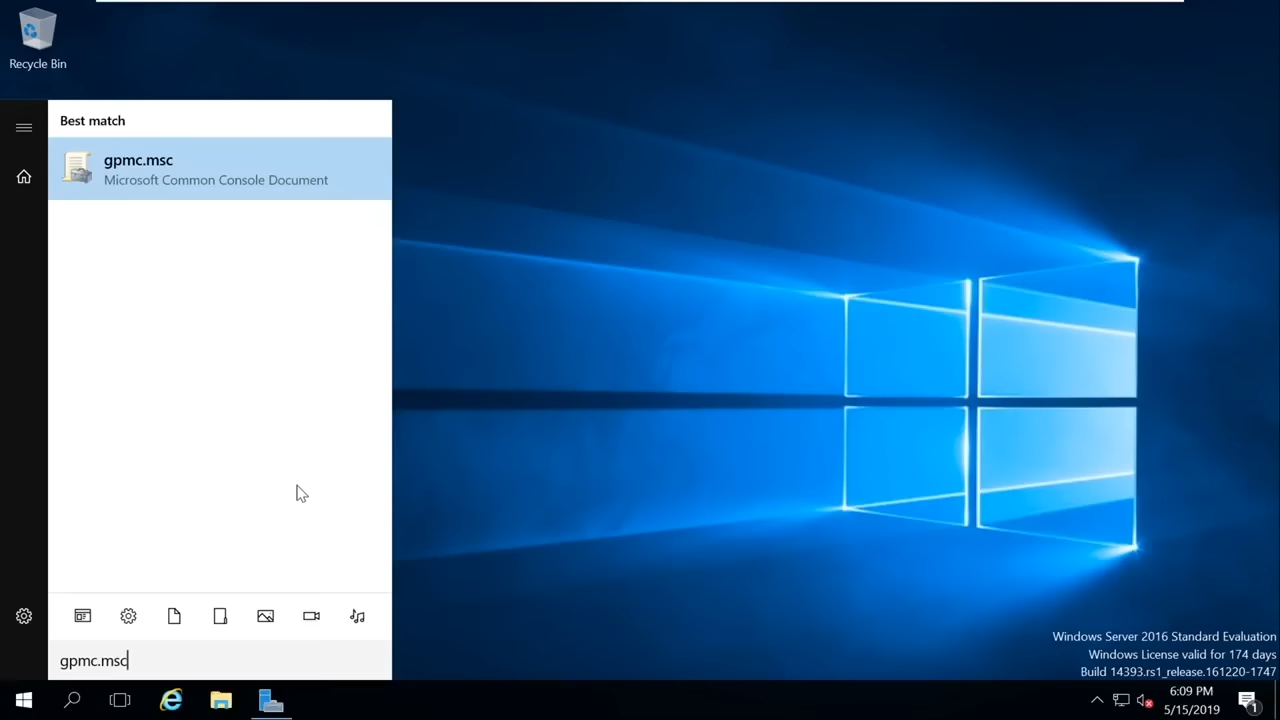 Recycle Bin
Best match
gpmc.msc
Microsoft Common Console Document
gpmc.msc
Windows Server 2016 Standard Evaluation
Windows License valid for 174 days
Build 14393.rs1_release.161220-1747
6:09 PM
5/15/2019
1